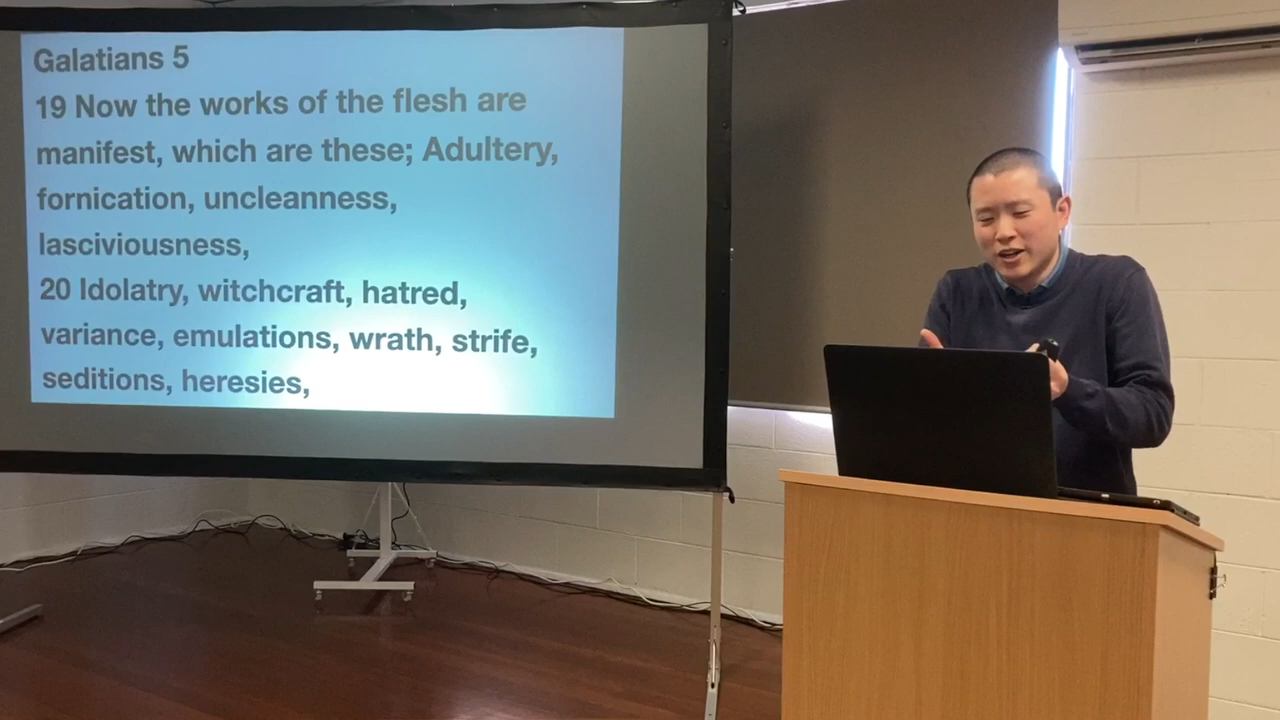 Galatians 5
19 Now the works of the flesh are
manifest, which are these; Adultery,
fornication, uncleanness,
lasciviousness,
20 Idolatry, witchcraft, hatred,
variance, emulations, wrath, strife,
seditions, heresies,